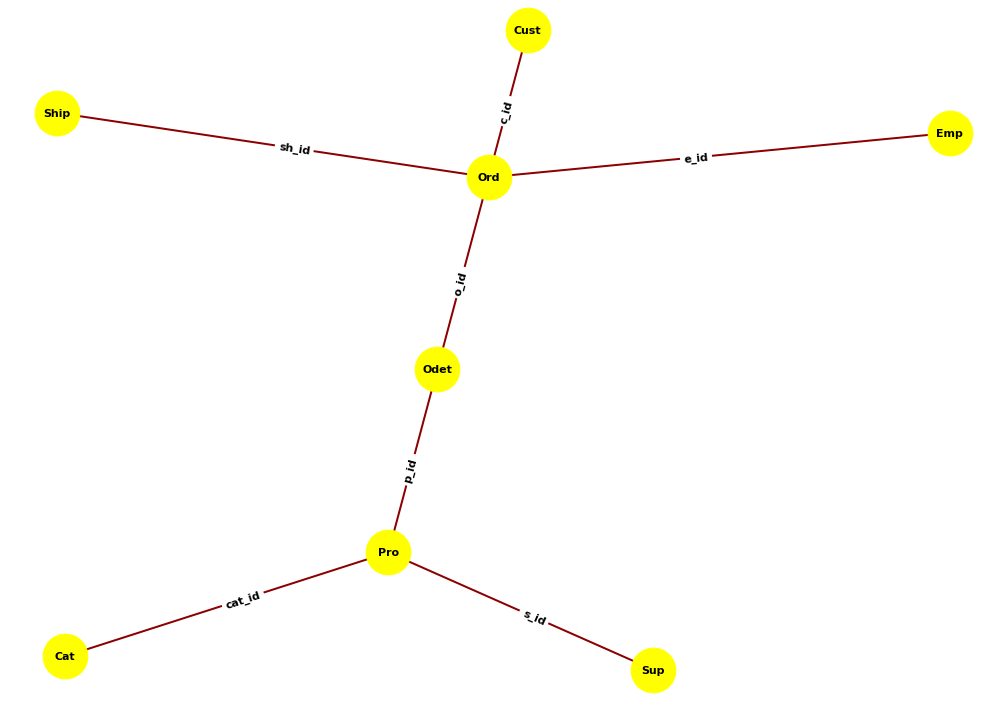 Cust
Ship
c_id
Emp
sh_id
e_id
Ord
o_id
Odet
p_id
Pro
cat_id
s_id
Cat
Sup